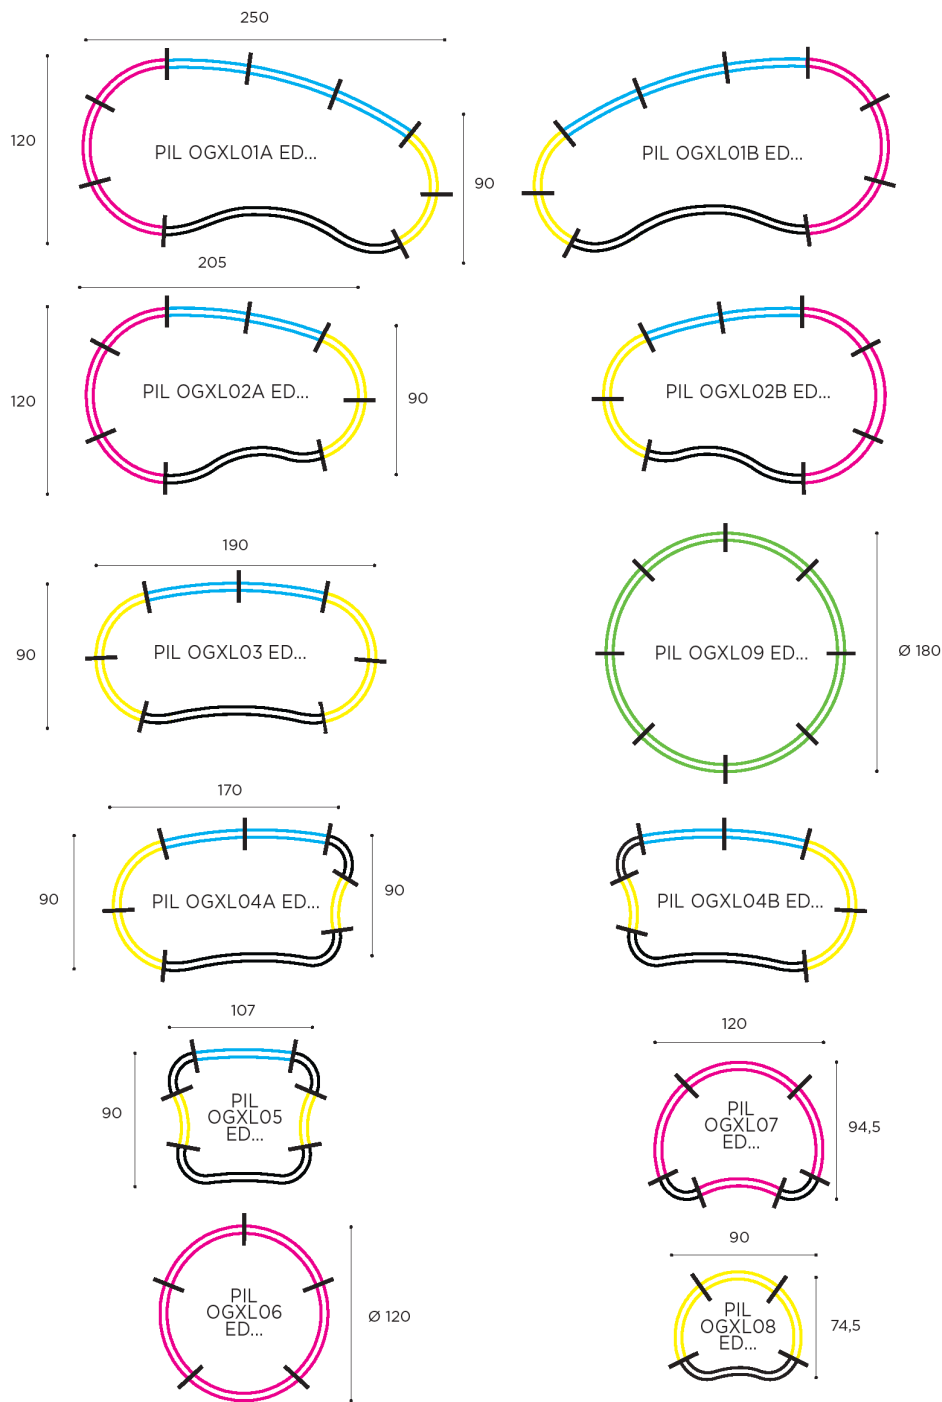 250
120
PIL OGXL01A ED...
90
PIL OGXL01B ED...
205
120
PIL OGXL02A ED...
90
PIL OGXL02B ED...
190
90
PIL OGXL03 ED...
PIL OGXL09 ED...
Ø 180
170
90
PIL OGXL04A ED...
90
PIL OGXL04B ED...
107
90
PIL
OGXL05
ED...
120
PIL
OGXL07
ED...
94,5
PIL
OGXL06
ED...
Ø 120
90
PIL
OGXL08
ED...
74,5